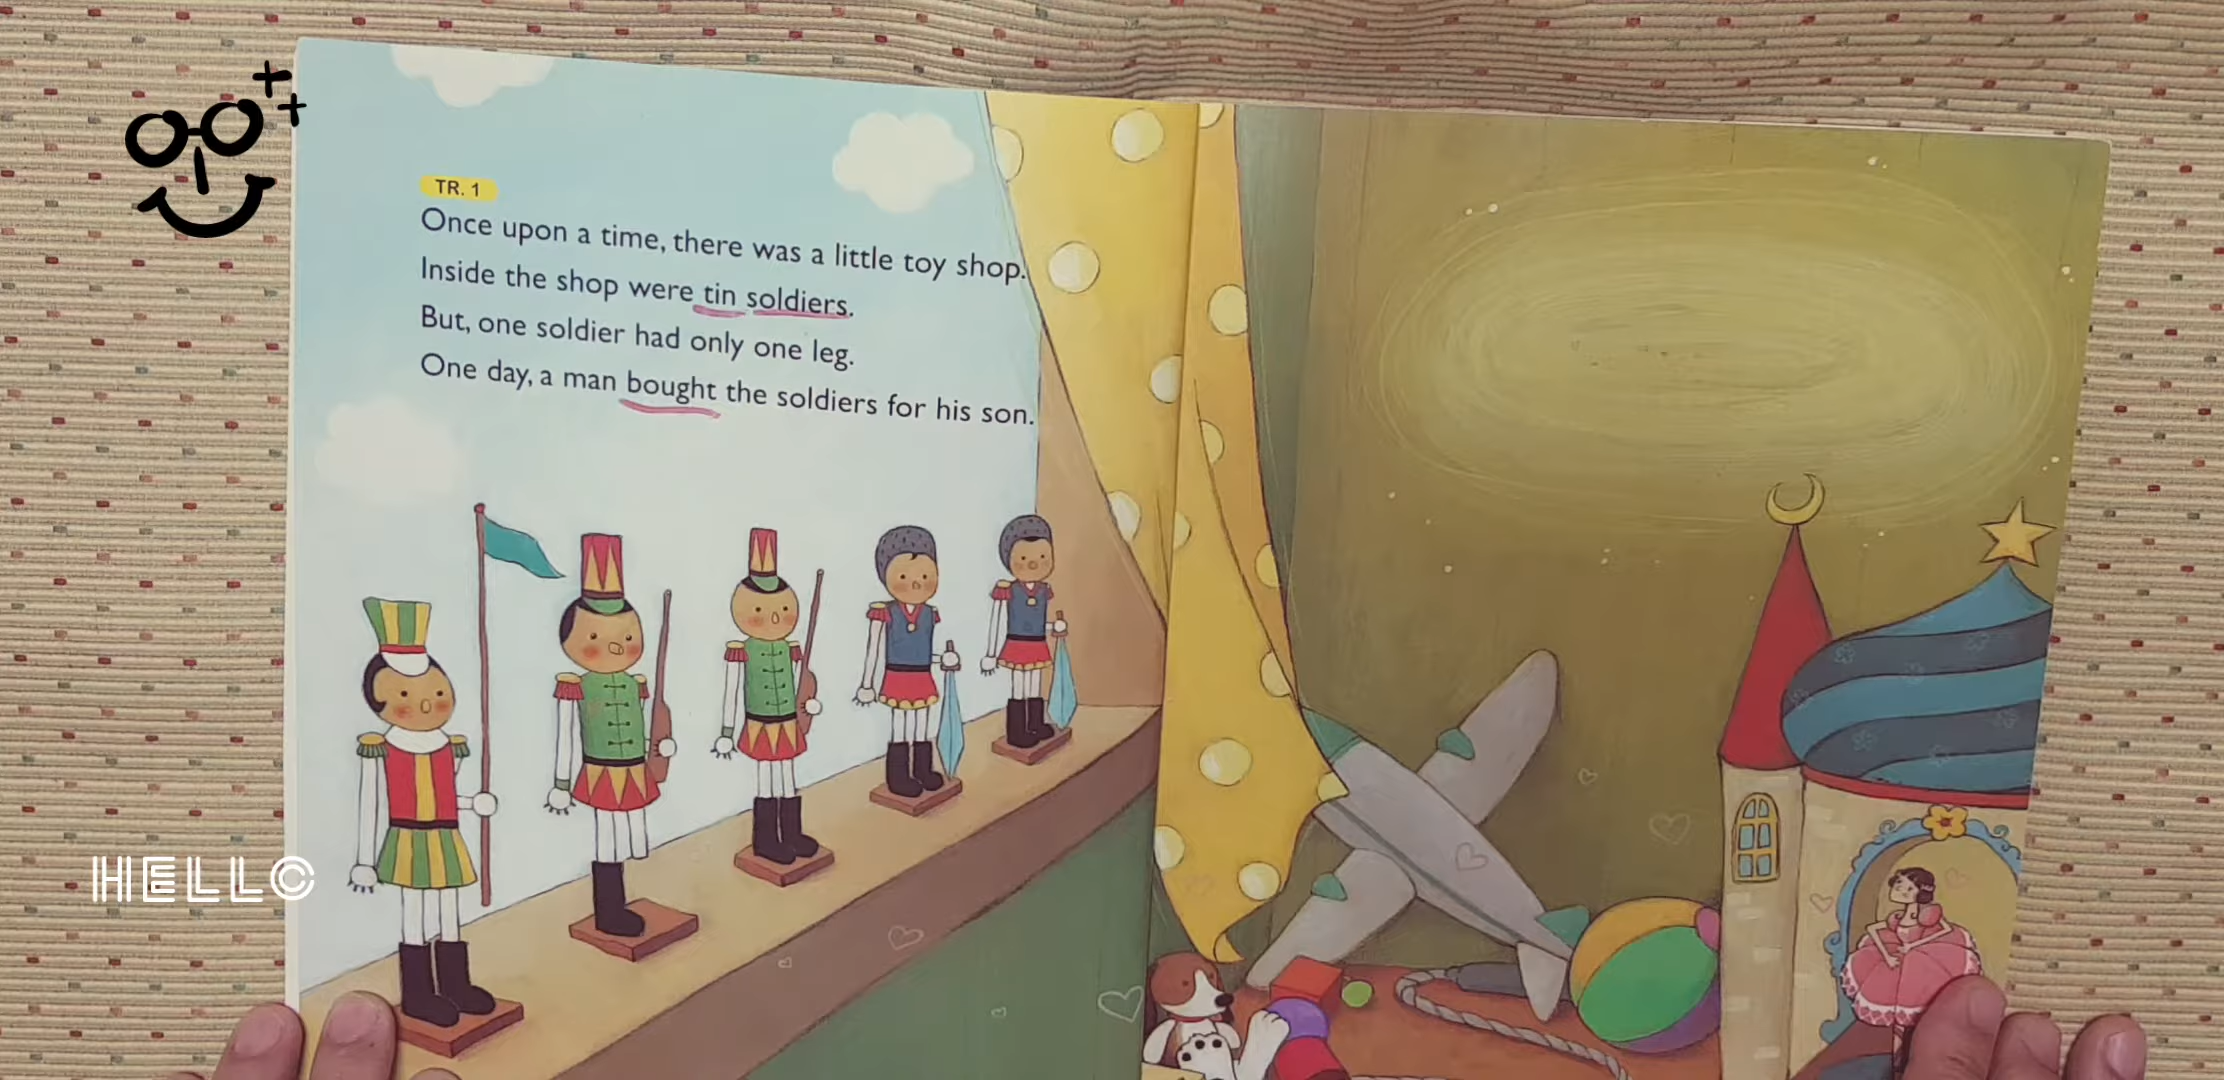 TR. 1
Once upon a time, there was a little toy shop.
Inside the shop were tin soldiers.
But, one soldier had only one leg.
One day, a man bought the soldiers for his son.
HELLO